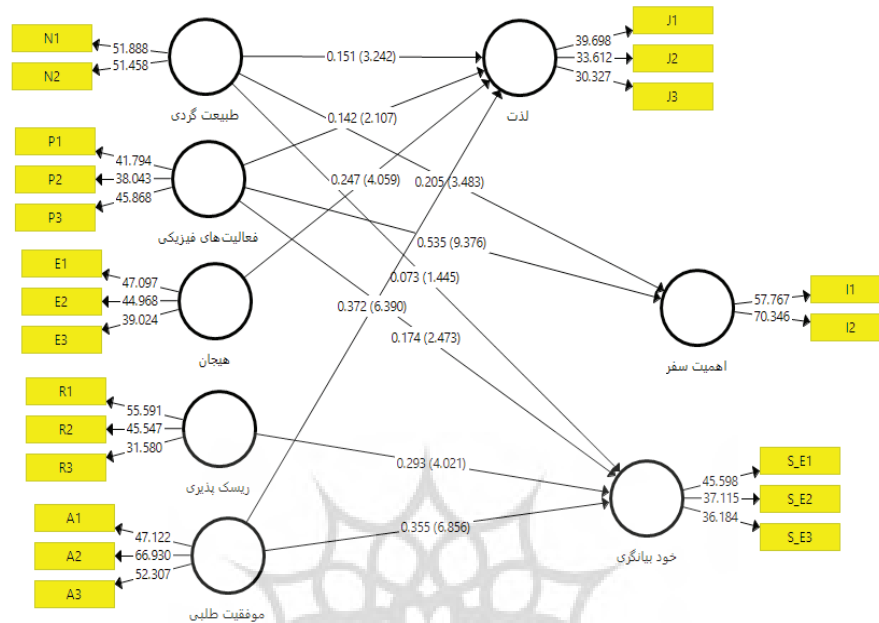 N1
51.888
N2
51.458
طبیعت گردی
P1
41.794
P2
38.043
P3
45.868
فعالیت‌های فیزیکی
E1
47.097
E2
44.968
E3
39.024
هیجان
R1
55.591
R2
45.547
R3
31.580
ریسک پذیری
A1
47.122
A2
66.930
A3
52.307
موفقیت طلبی
0.151 (3.242)
0.142 (2.107)
0.247 (4.059)
0.205 (3.483)
0.535 (9.376)
0.073 (1.445)
0.372 (6.390)
0.174 (2.473)
0.293 (4.021)
0.355 (6.856)
لذت
39.698
J1
33.612
J2
30.327
J3
اهمیت سفر
57.767
I1
70.346
I2
خود بیانگری
45.598
S_E1
37.115
S_E2
36.184
S_E3